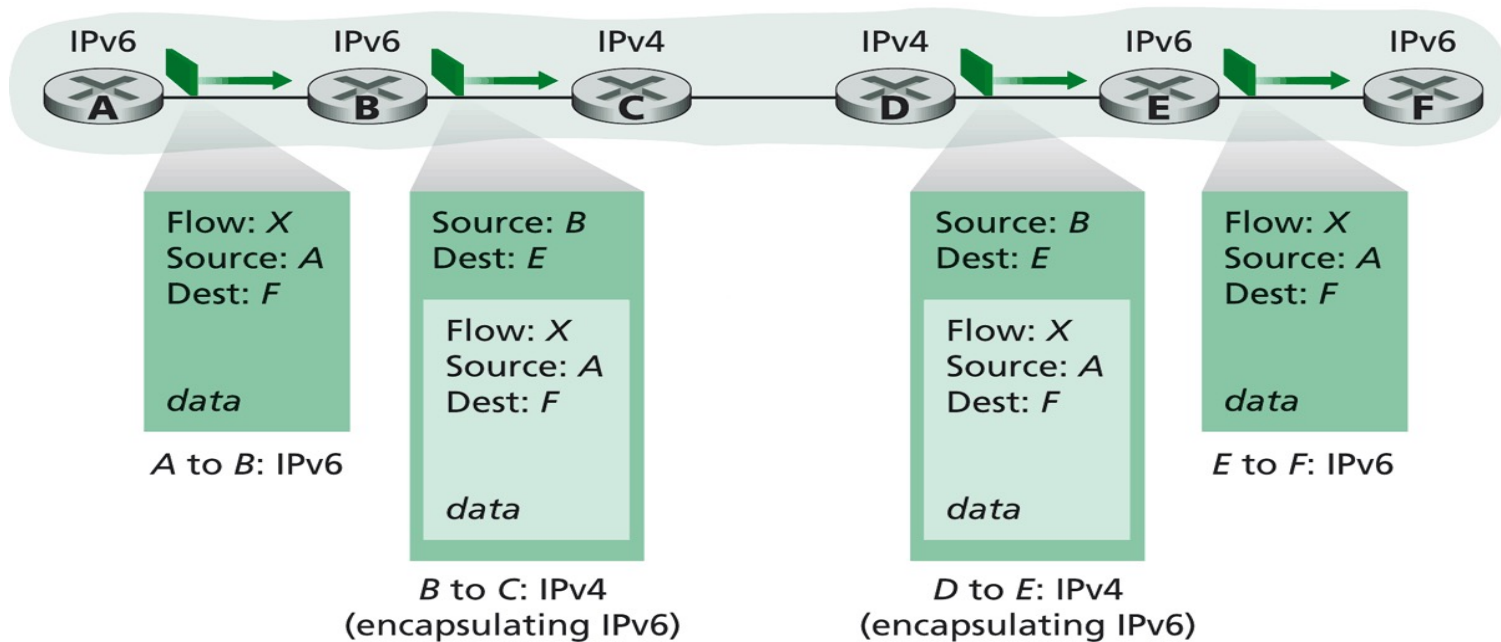 IPv6
IPv6
IPv4
IPv4
IPv6
IPv6
A
B
C
D
E
F
Flow: X
Source: A
Dest: F
data
A to B: IPv6
Source: B
Dest: E
Flow: X
Source: A
Dest: F
data
B to C: IPv4
(encapsulating IPv6)
Source: B
Dest: E
Flow: X
Source: A
Dest: F
data
D to E: IPv4
(encapsulating IPv6)
Flow: X
Source: A
Dest: F
data
E to F: IPv6